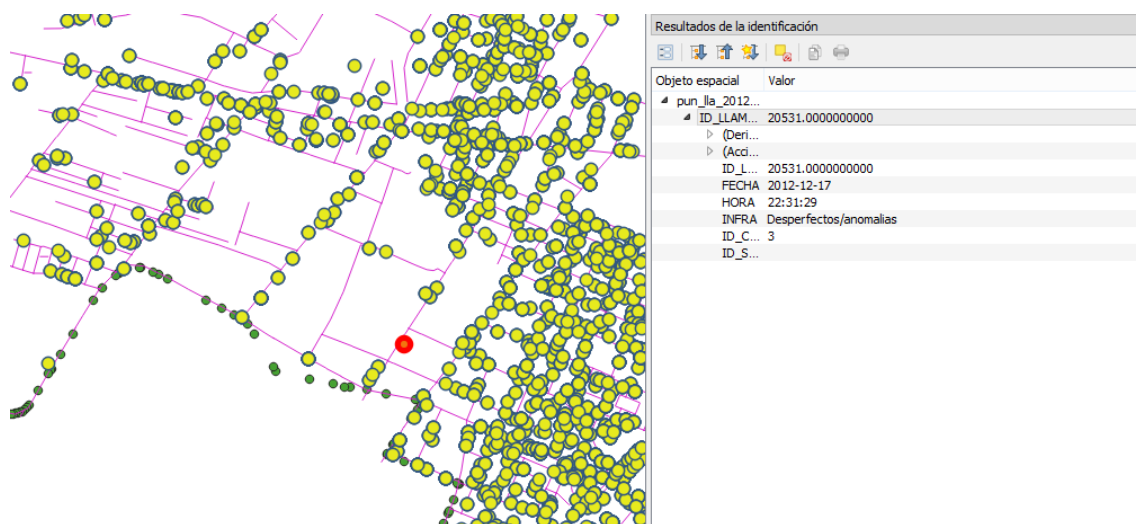 Resultados de la identificación
Objeto espacial Valor
pun_lla_2012...
ID_LLAM... 20531.0000000000
(Deri...
(Acci...
ID_L... 20531.0000000000
FECHA 2012-12-17
HORA 22:31:29
INFRA Desperfectos/anomalias
ID_C... 3
ID_S...